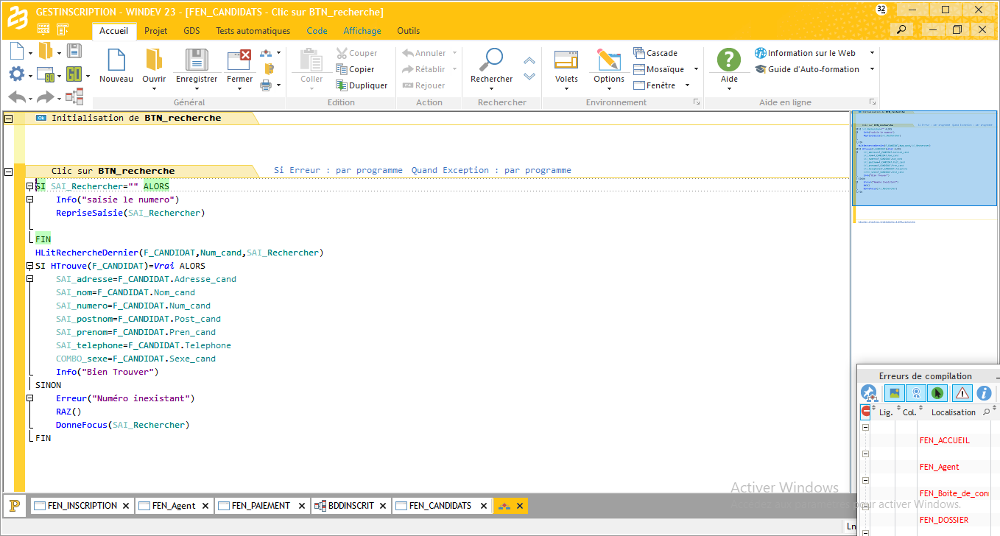 GESTINSCRIPTION - WINDEV 23 - [FEN_CANDIDATS - Clic sur BTN_recherche]
32
Accueil Projet GDS Tests automatiques Code Affichage Outils
Nouveau Ouvrir Enregistrer Fermer
Général
Coller Couper Copier Dupliquer
Edition
Annuler Rétablir Rejouer
Action
Rechercher
Rechercher
Volets Options Cascade Mosaïque Fenêtre
Environnement
Aide Information sur le Web Guide d'Auto-formation
Aide en ligne
Initialisation de BTN_recherche
Clic sur BTN_recherche Si Erreur : par programme Quand Exception : par programme
SI SAI_Rechercher="" ALORS
Info("saisie le numero")
RepriseSaisie(SAI_Rechercher)
FIN
HLitRechercheDernier(F_CANDIDAT,Num_cand,SAI_Rechercher)
SI HTrouve(F_CANDIDAT)=Vrai ALORS
SAI_adresse=F_CANDIDAT.Adresse_cand
SAI_nom=F_CANDIDAT.Nom_cand
SAI_numero=F_CANDIDAT.Num_cand
SAI_postnom=F_CANDIDAT.Post_cand
SAI_prenom=F_CANDIDAT.Pren_cand
SAI_telephone=F_CANDIDAT.Telephone
COMBO_sexe=F_CANDIDAT.Sexe_cand
Info("Bien Trouver")
SINON
Erreur("Numéro inexistant")
RAZ()
DonneFocus(SAI_Rechercher)
FIN
Erreurs de compilation
Lig. Col. Localisation
FEN_ACCUEIL
FEN_Agent
FEN_Boite_de_con
FEN_DOSSIER
Activer Windows
Accédez aux paramètres pour activer Windows.
FEN_INSCRIPTION FEN_Agent FEN_PAIEMENT BDDINSCRIT FEN_CANDIDATS
Ln